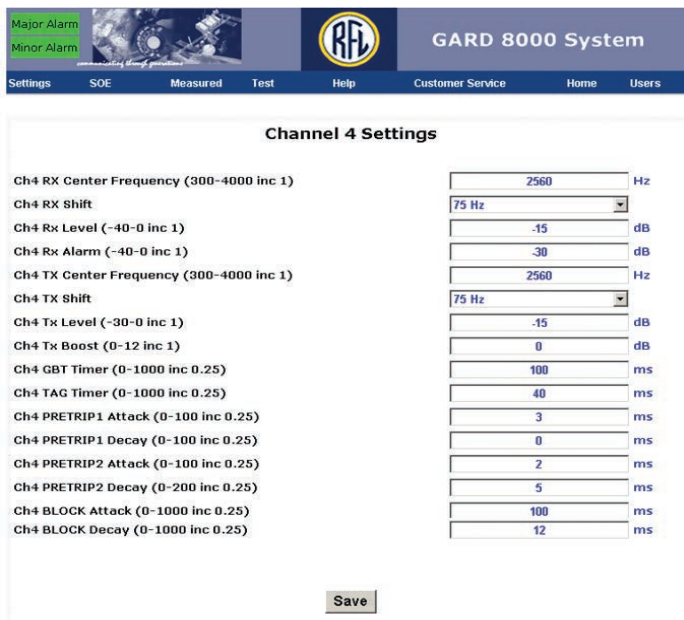 Major Alarm
Minor Alarm
communicating through generations
RFL
GARD 8000 System
Settings SOE Measured Test Help Customer Service Home Users
Channel 4 Settings
Ch4 RX Center Frequency (300-4000 inc 1) 2560 Hz
Ch4 RX Shift 75 Hz
Ch4 Rx Level (-40-0 inc 1) -15 dB
Ch4 Rx Alarm (-40-0 inc 1) -30 dB
Ch4 TX Center Frequency (300-4000 inc 1) 2560 Hz
Ch4 TX Shift 75 Hz
Ch4 Tx Level (-30-0 inc 1) -15 dB
Ch4 Tx Boost (0-12 inc 1) 0 dB
Ch4 GBT Timer (0-1000 inc 0.25) 100 ms
Ch4 TAG Timer (0-1000 inc 0.25) 40 ms
Ch4 PRETRIP1 Attack (0-100 inc 0.25) 3 ms
Ch4 PRETRIP1 Decay (0-100 inc 0.25) 0 ms
Ch4 PRETRIP2 Attack (0-100 inc 0.25) 2 ms
Ch4 PRETRIP2 Decay (0-200 inc 0.25) 5 ms
Ch4 BLOCK Attack (0-1000 inc 0.25) 100 ms
Ch4 BLOCK Decay (0-1000 inc 0.25) 12 ms
Save